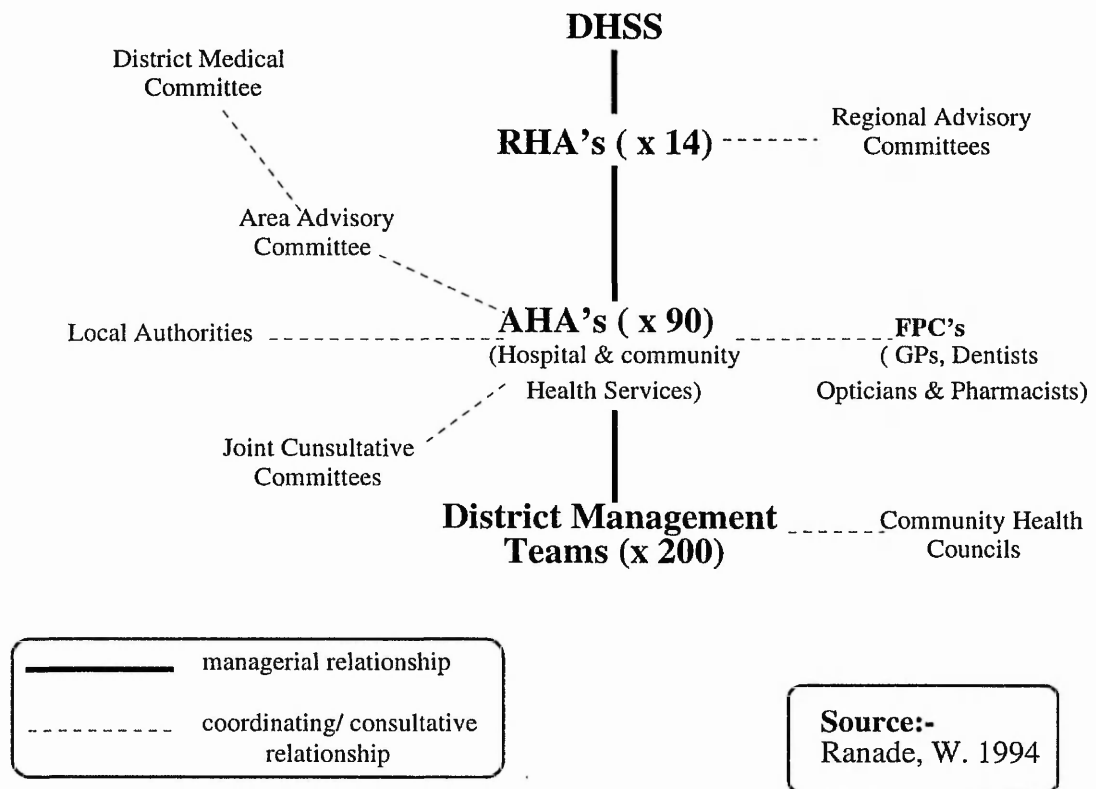 DHSS
District Medical
Committee
RHA's ( x 14)
Regional Advisory
Committees
Area Advisory
Committee
Local Authorities
AHA's ( x 90)
(Hospital & community
Health Services)
FPC's
( GPs, Dentists
Opticians & Pharmacists)
Joint Cunsultative
Committees
District Management
Teams (x 200)
Community Health
Councils
managerial relationship
coordinating/ consultative
relationship
Source:-
Ranade, W. 1994